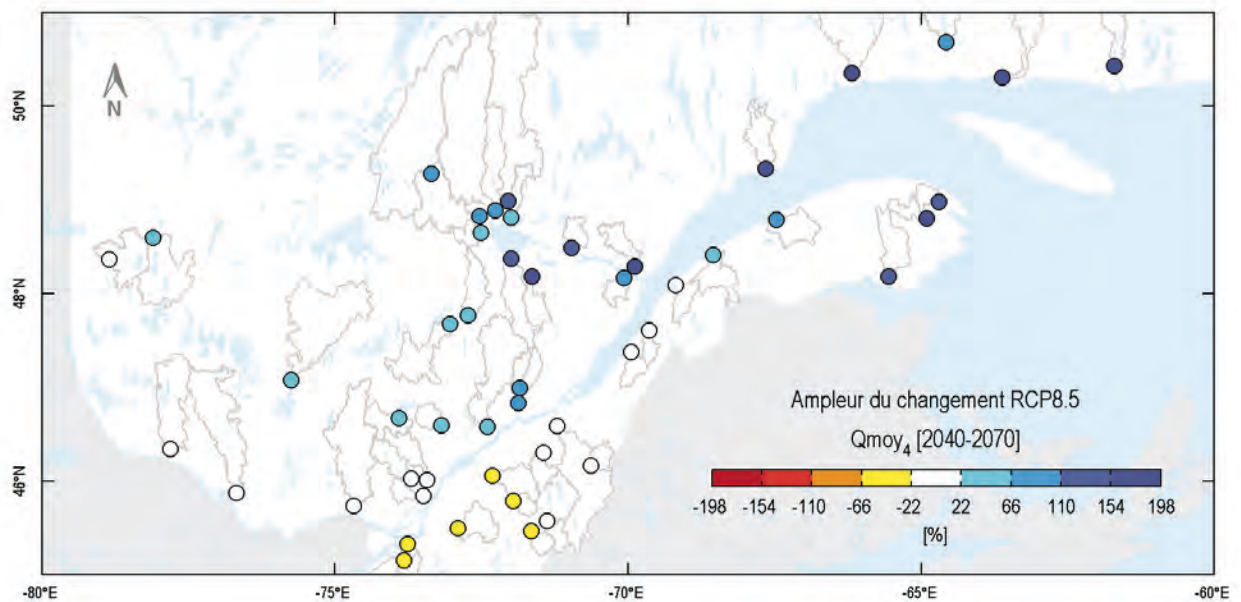 50°N
N
48°N
46°N
Ampleur du changement RCP8.5
Qmoy₄ [2040-2070]
-198 -154 -110 -66 -22 22 66 110 154 198
[%]
-80°E -75°E -70°E -65°E -60°E